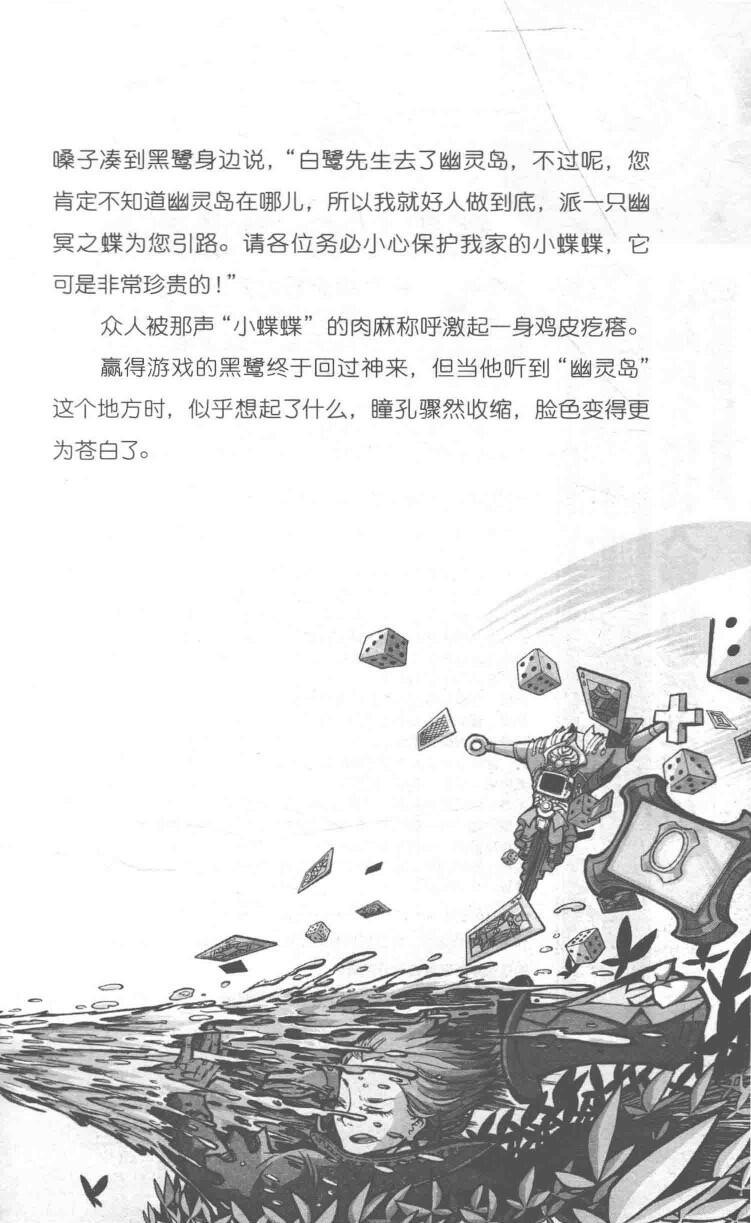 嗓子凑到黑鹭身边说，“白鹭先生去了幽灵岛，不过呢，您
肯定不知道幽灵岛在哪儿，所以我就好人做到底，派一只幽
冥之蝶为您引路。请各位务必小心保护我家的小蝶蝶，它
可是非常珍贵的！”
众人被那声“小蝶蝶”的肉麻称呼激起一身鸡皮疙瘩。
赢得游戏的黑鹭终于回过神来，但当他听到“幽灵岛”
这个地方时，似乎想起了什么，瞳孔骤然收缩，脸色变得更
为苍白了。